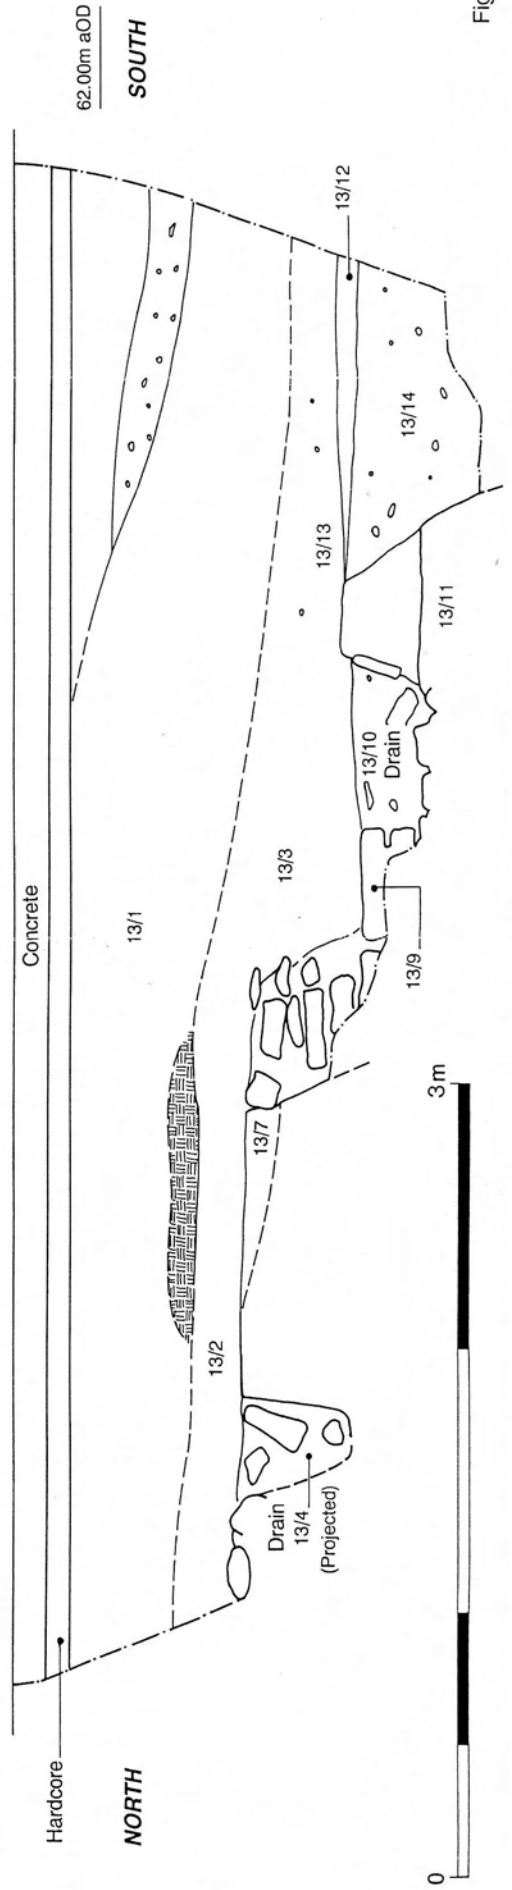 62.00m aOD
SOUTH
Fig
Concrete
Hardcore
NORTH
13/1
13/2
13/3
13/7
13/12
13/13
13/14
13/11
13/10
Drain
13/9
Drain
13/4
(Projected)
0
3m